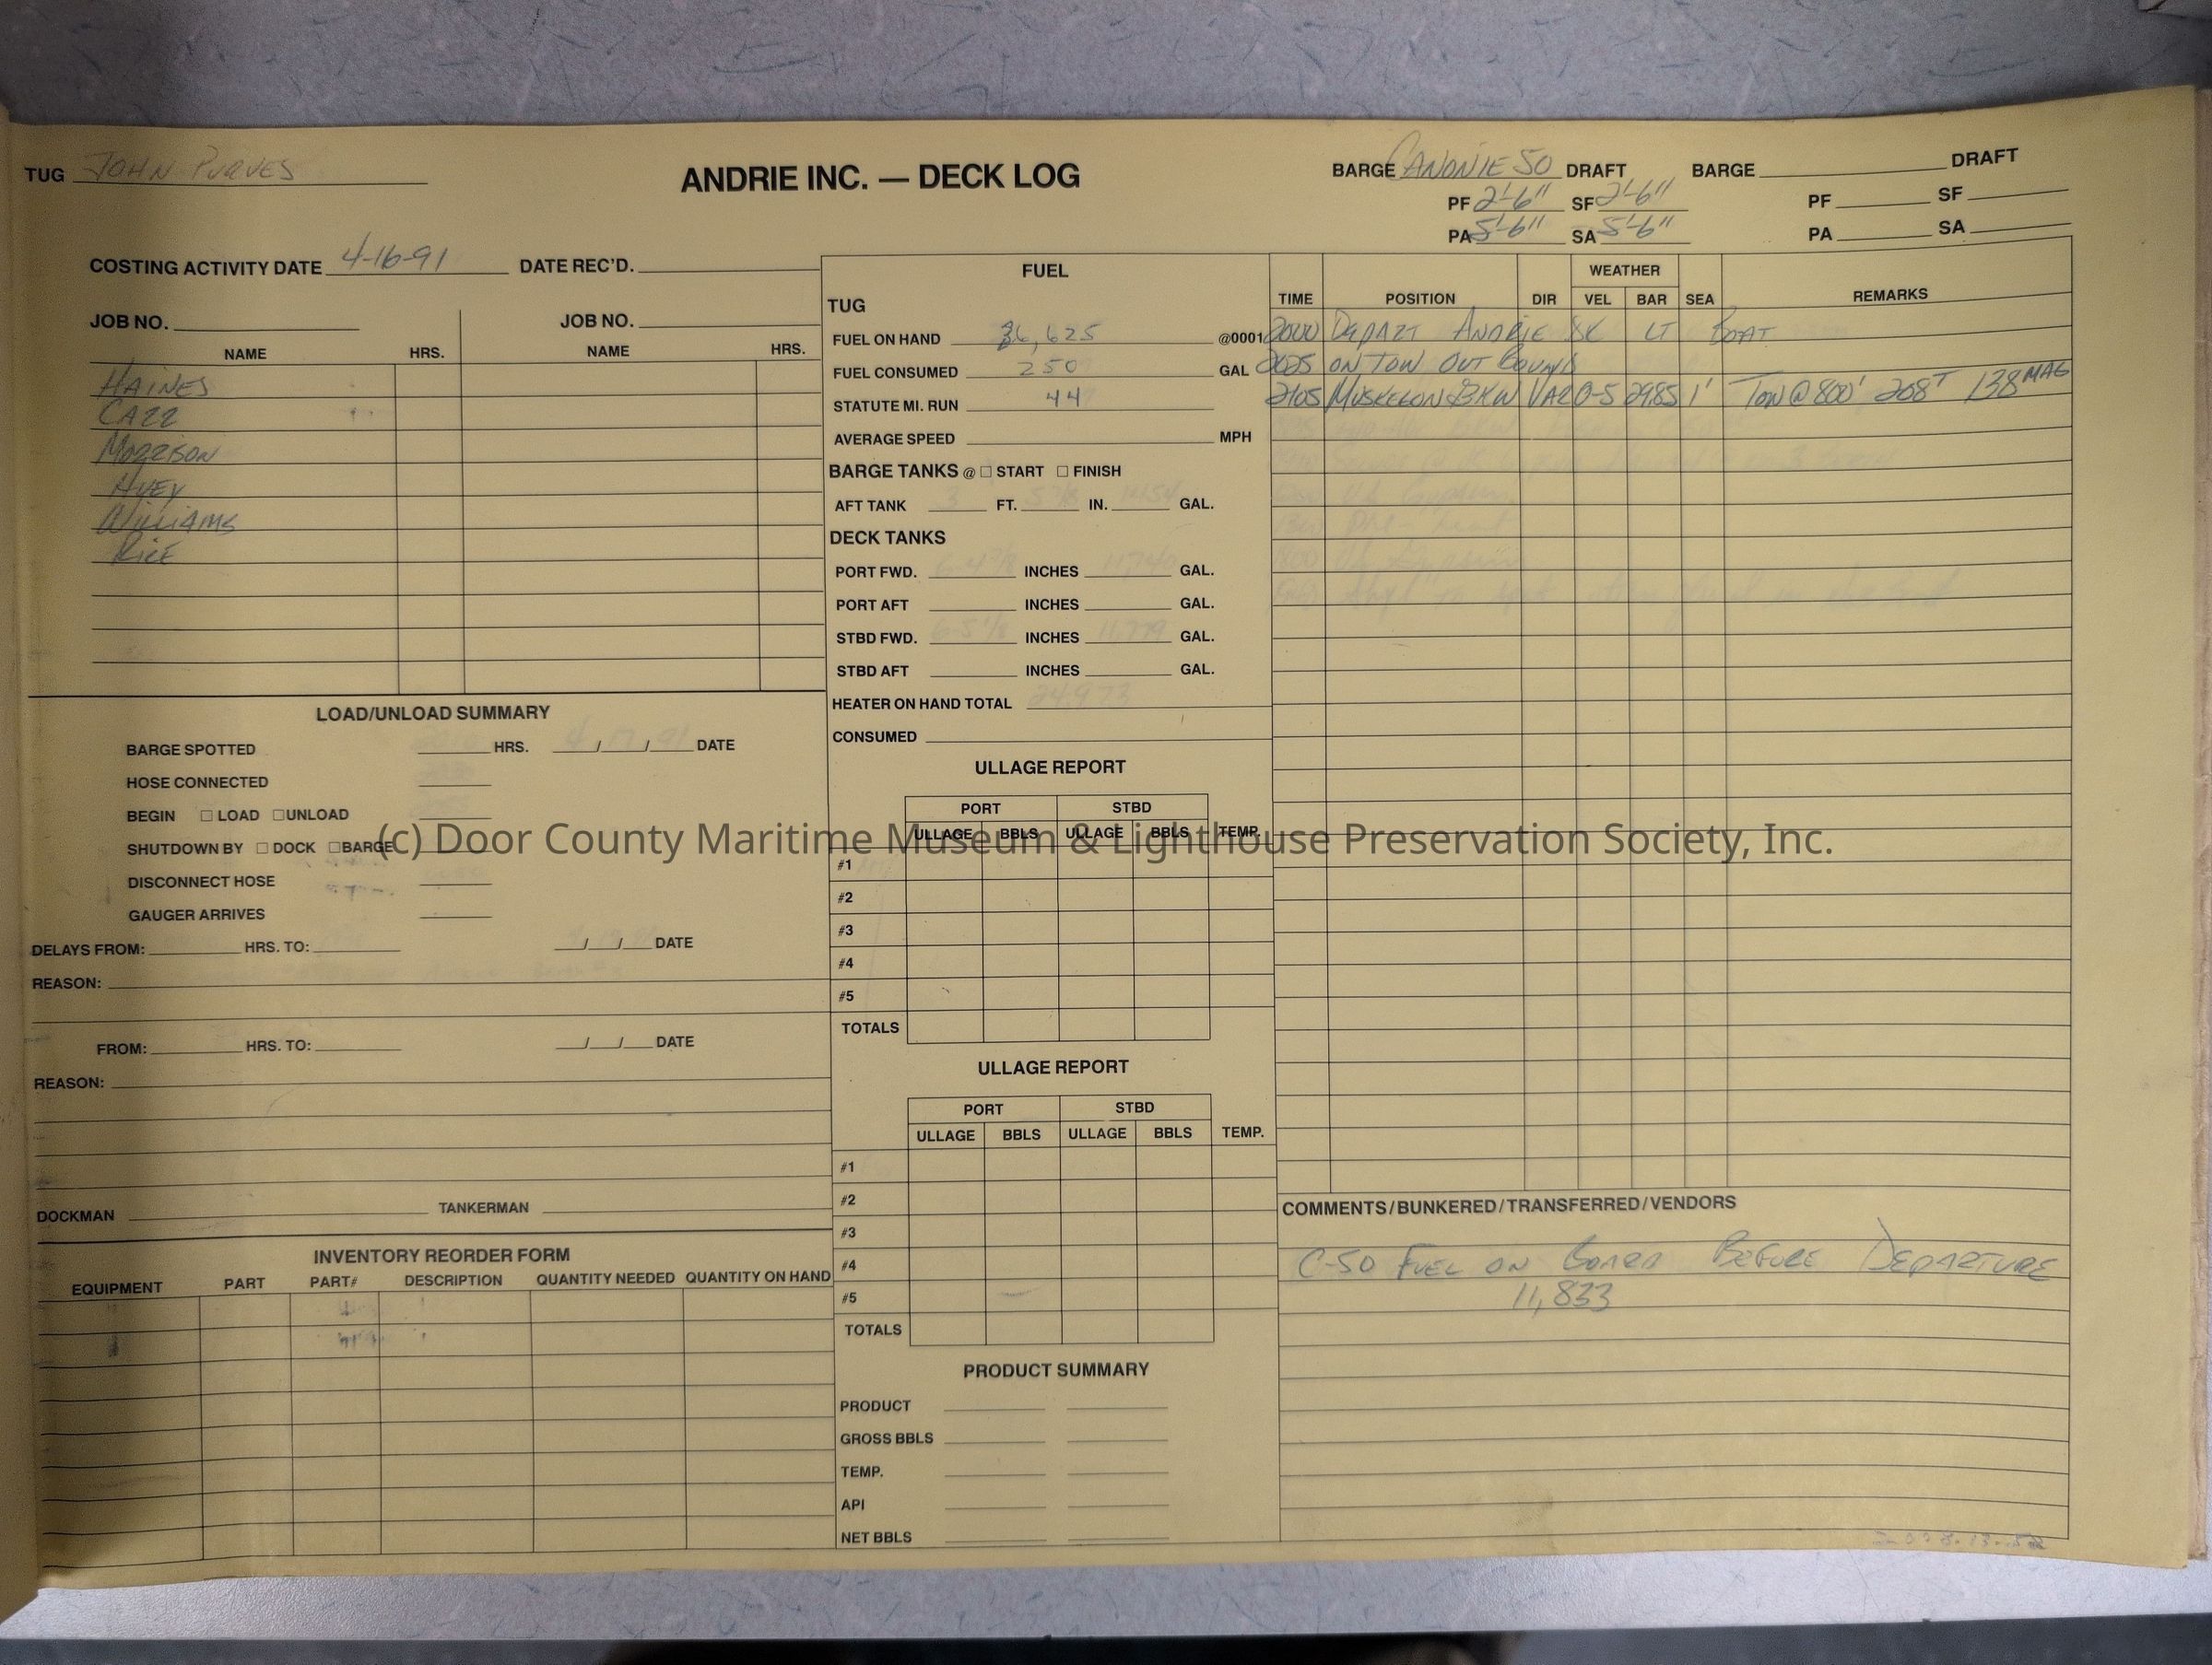 TUG JOHN PURVES
ANDRIE INC. — DECK LOG
BARGE CANONIE 50 DRAFT
PF 2'-6" SF 2'-6"
PA 5'-6" SA 5'-6"
BARGE DRAFT
PF SF
PA SA
COSTING ACTIVITY DATE 4-16-91 DATE REC'D.
JOB NO. JOB NO.
NAME HRS. NAME HRS.
HAINES
CARR
MORRISON
HUEY
WILLIAMS
RICE
LOAD/UNLOAD SUMMARY
BARGE SPOTTED HRS. / / DATE
HOSE CONNECTED
BEGIN ☐ LOAD ☐ UNLOAD
SHUTDOWN BY ☐ DOCK ☐ BARGE
DISCONNECT HOSE
GAUGER ARRIVES
DELAYS FROM: HRS. TO: / / DATE
REASON:
FROM: HRS. TO: / / DATE
REASON:
DOCKMAN TANKERMAN
INVENTORY REORDER FORM
EQUIPMENT PART PART# DESCRIPTION QUANTITY NEEDED QUANTITY ON HAND
FUEL
TUG
FUEL ON HAND 36,625 @0001
FUEL CONSUMED 250 GAL
STATUTE MI. RUN 44
AVERAGE SPEED MPH
BARGE TANKS @ ☐ START ☐ FINISH
AFT TANK FT. IN. GAL.
DECK TANKS
PORT FWD. INCHES GAL.
PORT AFT INCHES GAL.
STBD FWD. INCHES GAL.
STBD AFT INCHES GAL.
HEATER ON HAND TOTAL
CONSUMED
ULLAGE REPORT
PORT STBD
ULLAGE BBLS ULLAGE BBLS TEMP.
#1
#2
#3
#4
#5
TOTALS
ULLAGE REPORT
PORT STBD
ULLAGE BBLS ULLAGE BBLS TEMP.
#1
#2
#3
#4
#5
TOTALS
PRODUCT SUMMARY
PRODUCT
GROSS BBLS
TEMP.
API
NET BBLS
WEATHER
TIME POSITION DIR VEL BAR SEA REMARKS
2000 DEPART ANDRIE SK LT BOAT
2025 ON TOW OUT BOUND
2105 MUSKEGON BKW VAR 0-5 29.85 1' TOW @ 800' 208T 138 MAG
COMMENTS/BUNKERED/TRANSFERRED/VENDORS
C-50 FUEL ON BOARD BEFORE DEPARTURE
11,833
(c) Door County Maritime Museum & Lighthouse Preservation Society, Inc.